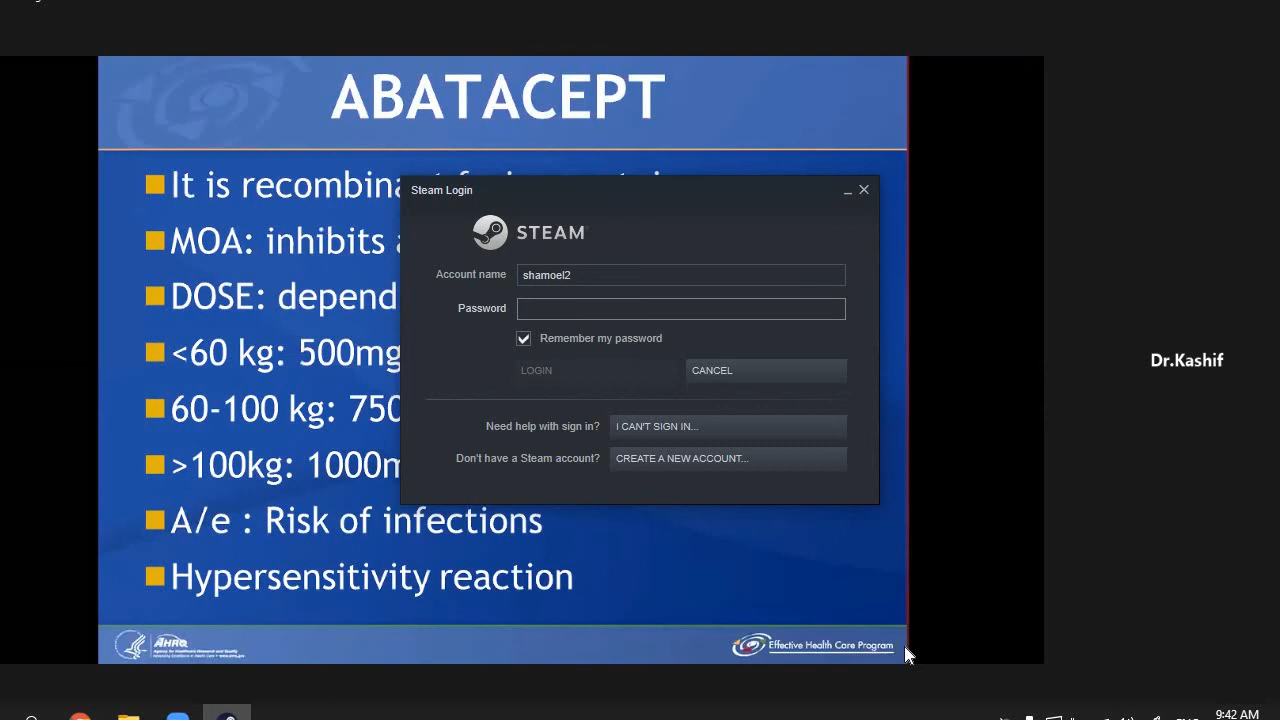 ABATACEPT
It is recombina
MOA: inhibits
DOSE: depend
<60 kg: 500mg
60-100 kg: 750
>100kg: 1000m
A/e : Risk of infections
Hypersensitivity reaction
Steam Login
STEAM
Account name shamoel2
Password
Remember my password
LOGIN CANCEL
Need help with sign in? I CAN'T SIGN IN...
Don't have a Steam account? CREATE A NEW ACCOUNT...
Dr.Kashif
AHRQ
Effective Health Care Program
9:42 AM